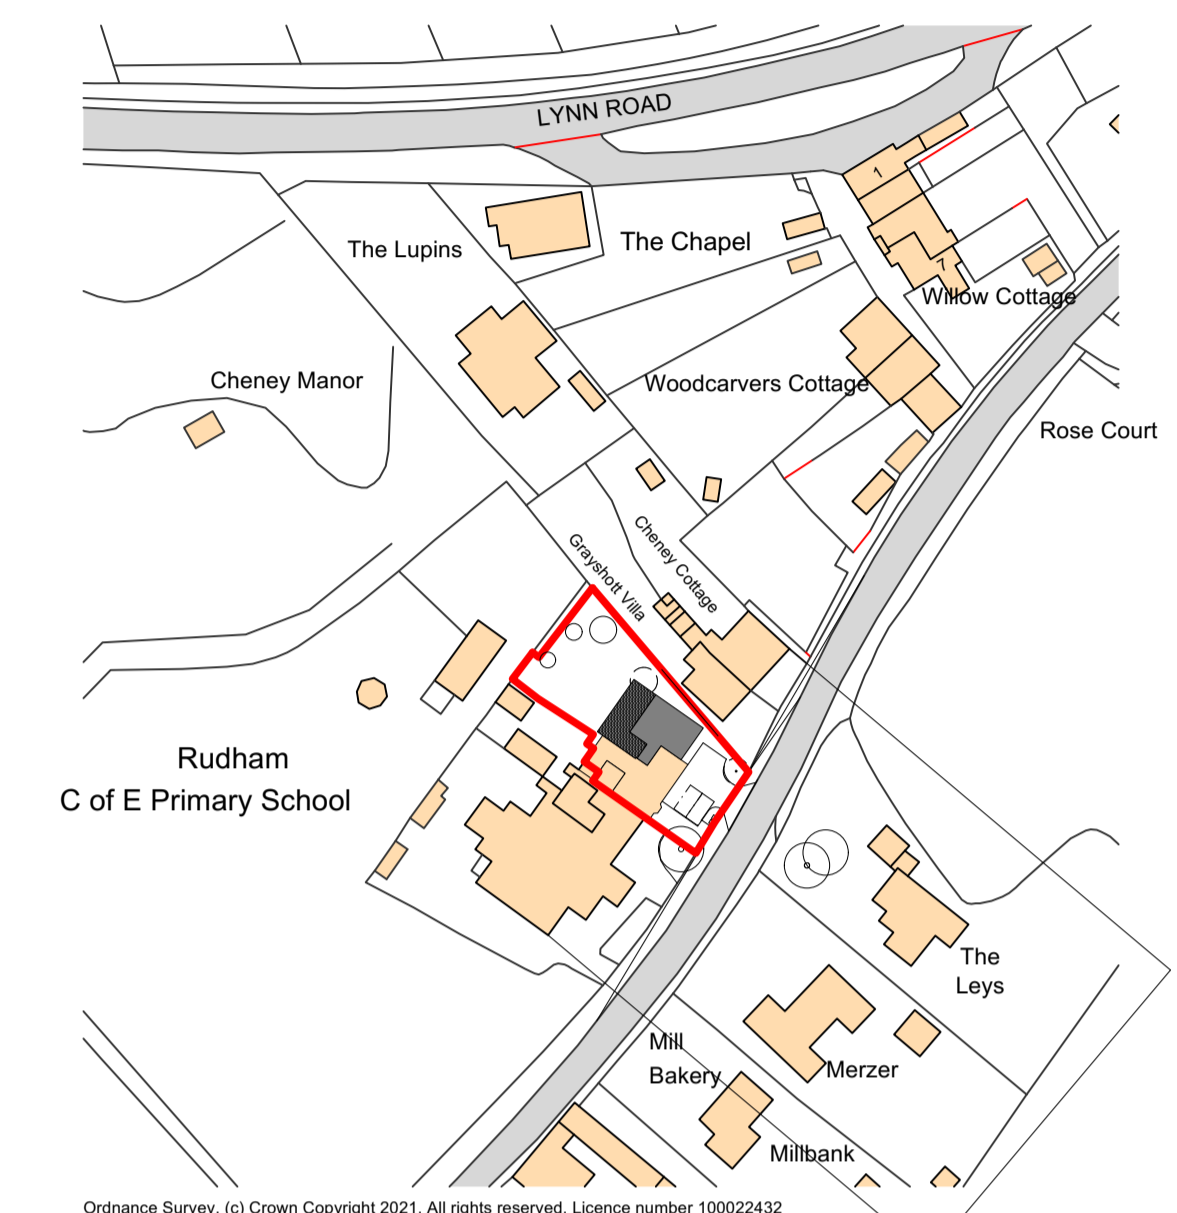 LYNN ROAD
1
The Lupins
The Chapel
7
Willow Cottage
Cheney Manor
Woodcarvers Cottage
Rose Court
Grayshott Villa
Cheney Cottage
Rudham
C of E Primary School
The
Leys
Mill
Bakery
Merzer
Millbank
Ordnance Survey, (c) Crown Copyright 2021. All rights reserved. Licence number 100022432